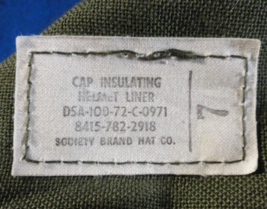 CAP INSULATING
HELMET LINER
DSA-100-72-C-0971
8415-782-2918
SOCIETY BRAND HAT CO.
7